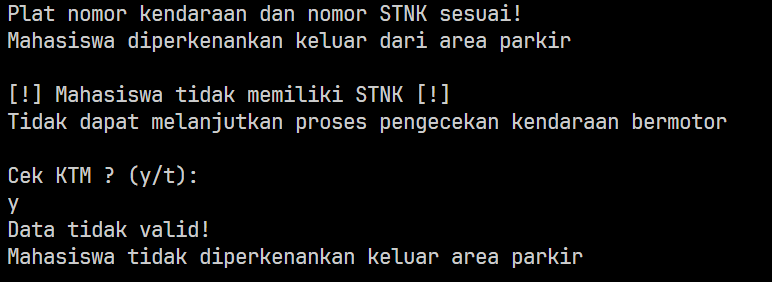 Plat nomor kendaraan dan nomor STNK sesuai!
Mahasiswa diperkenankan keluar dari area parkir
[!] Mahasiswa tidak memiliki STNK [!]
Tidak dapat melanjutkan proses pengecekan kendaraan bermotor
Cek KTM ? (y/t):
y
Data tidak valid!
Mahasiswa tidak diperkenankan keluar area parkir